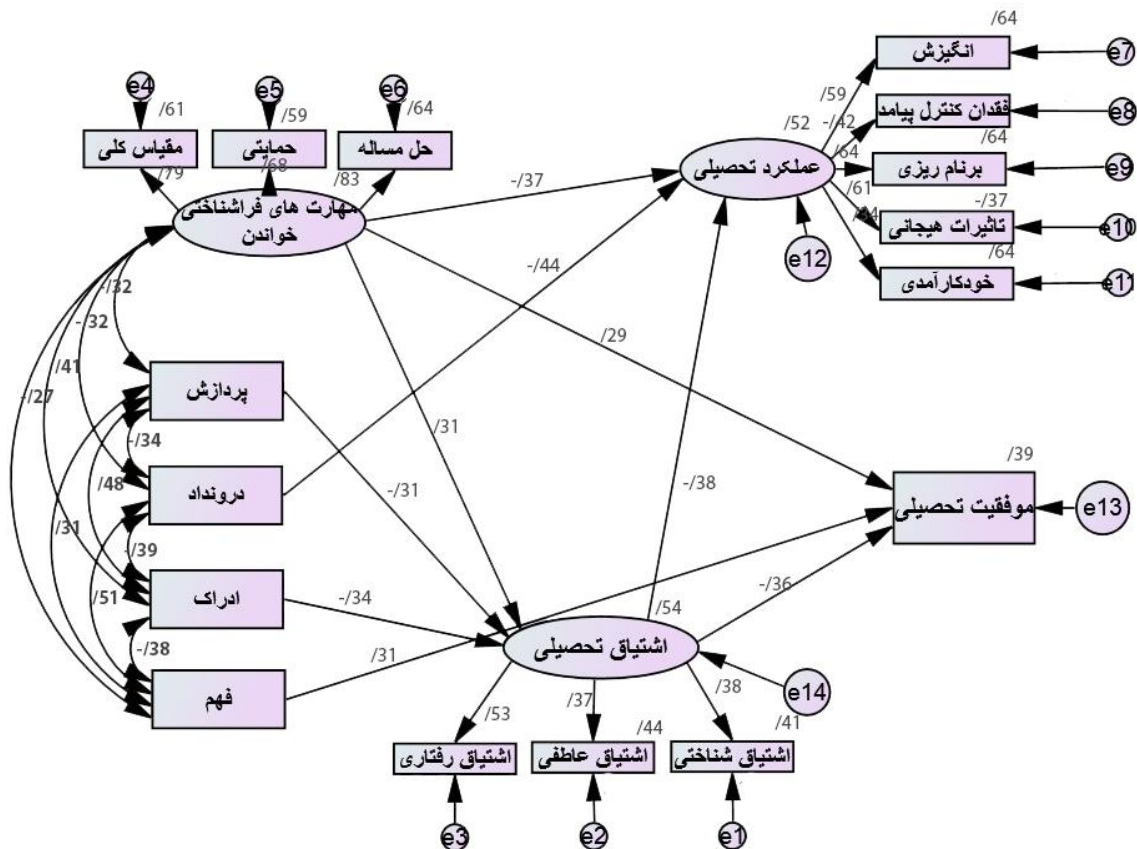 /64
انگیزش
e7
e4
e5
e6
/61
/59
/64
/59
مقیاس کلی
حمایتی
حل مساله
/52
-/42
فقدان کنترل پیامد
e8
/79
/68
/83
-/37
عملکرد تحصیلی
/64
/64
برنام ریزی
e9
مهارت های فراشناختی
خواندن
/61
-/37
تاثیرات هیجانی
e10
e12
/64
خودکارآمدی
e11
-/44
-/32
-/32
/41
-/27
/29
پردازش
/31
-/34
/39
درونداد
/48
-/31
-/38
موفقیت تحصیلی
e13
/31
-/39
-/36
ادراک
/51
-/34
/54
اشتیاق تحصیلی
-/38
/31
فهم
e14
/53
/37
/38
/44
/41
اشتیاق رفتاری
اشتیاق عاطفی
اشتیاق شناختی
e3
e2
e1